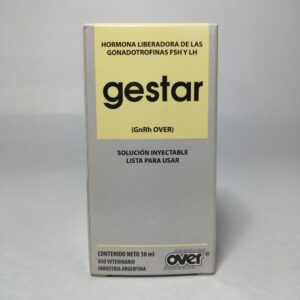 HORMONA LIBERADORA DE LAS
GONADOTROFINAS FSH Y LH
gestar
(GnRh OVER)
SOLUCIÓN INYECTABLE
LISTA PARA USAR
CONTENIDO NETO 50 ml
USO VETERINARIO
INDUSTRIA ARGENTINA
over